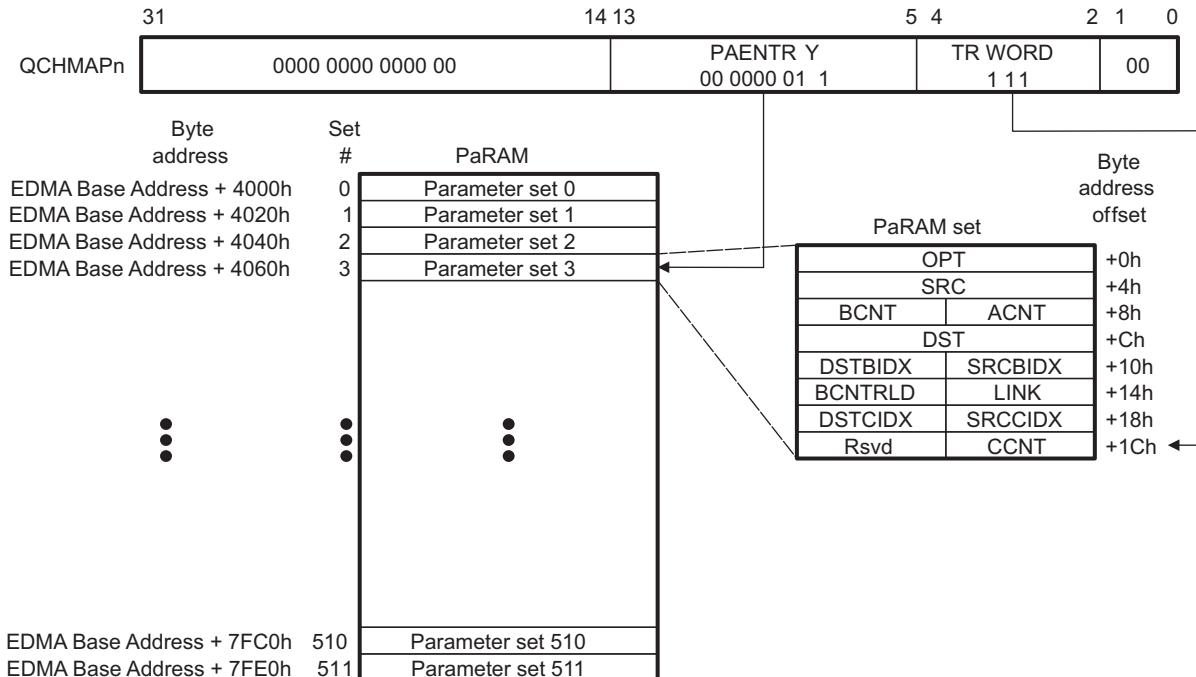 31 14 13 5 4 2 1 0
QCHMAPn 0000 0000 0000 00 PAENTR Y 00 0000 01 1 TR WORD 1 11 00
Byte address
Set #
PaRAM
EDMA Base Address + 4000h 0 Parameter set 0
EDMA Base Address + 4020h 1 Parameter set 1
EDMA Base Address + 4040h 2 Parameter set 2
EDMA Base Address + 4060h 3 Parameter set 3
EDMA Base Address + 7FC0h 510 Parameter set 510
EDMA Base Address + 7FE0h 511 Parameter set 511
PaRAM set
Byte
address
offset
OPT +0h
SRC +4h
BCNT ACNT +8h
DST +Ch
DSTBIDX SRCBIDX +10h
BCNTRLD LINK +14h
DSTCIDX SRCCIDX +18h
Rsvd CCNT +1Ch